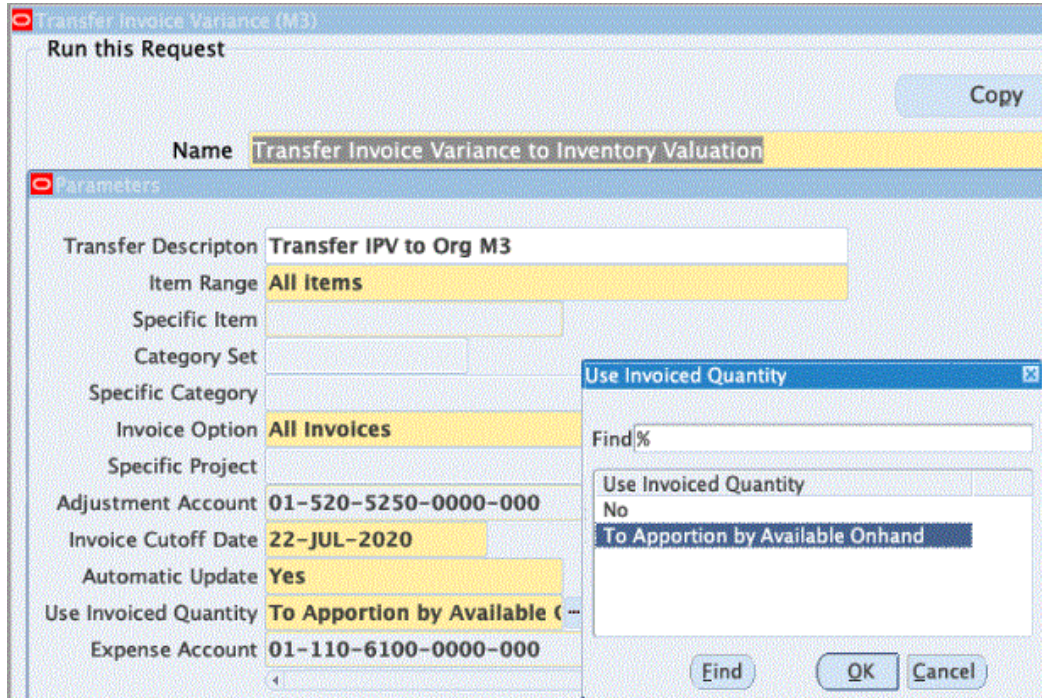 Transfer Invoice Variance (M3)
Run this Request
Copy
Name Transfer Invoice Variance to Inventory Valuation
Parameters
Transfer Descripton Transfer IPV to Org M3
Item Range All items
Specific Item
Category Set
Specific Category
Invoice Option All Invoices
Specific Project
Adjustment Account 01-520-5250-0000-000
Invoice Cutoff Date 22-JUL-2020
Automatic Update Yes
Use Invoiced Quantity To Apportion by Available
Expense Account 01-110-6100-0000-000
Use Invoiced Quantity
Find %
Use Invoiced Quantity
No
To Apportion by Available Onhand
Find OK Cancel